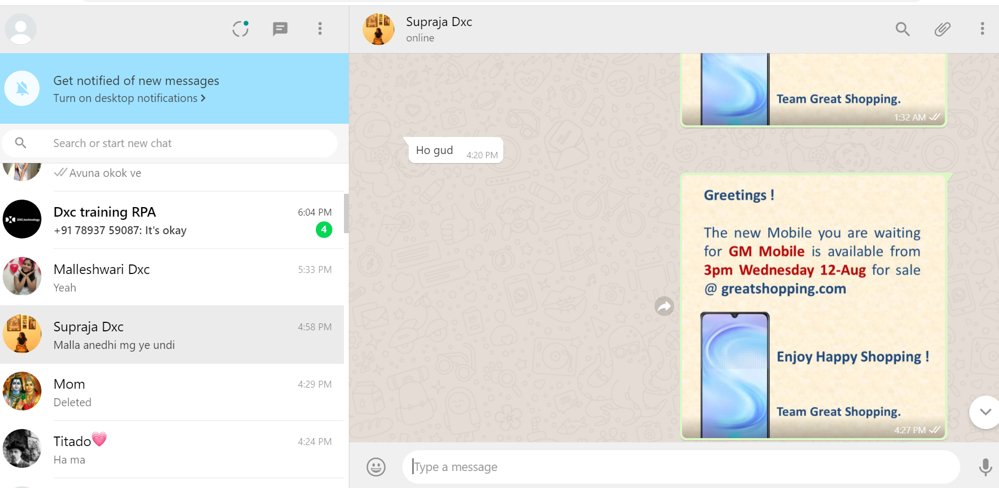 Get notified of new messages
Turn on desktop notifications >
Search or start new chat
Avuna okok ve
DXC.technology
Dxc training RPA
6:04 PM
+91 78937 59087: It's okay
4
Malleshwari Dxc
5:33 PM
Yeah
Supraja Dxc
4:58 PM
Malla anedhi mg ye undi
Mom
4:29 PM
Deleted
Titado💗
4:24 PM
Ha ma
Supraja Dxc
online
Team Great Shopping.
1:32 AM
Ho gud
4:20 PM
Greetings !
The new Mobile you are waiting
for GM Mobile is available from
3pm Wednesday 12-Aug for sale
@ greatshopping.com
Enjoy Happy Shopping !
Team Great Shopping.
4:27 PM
Type a message